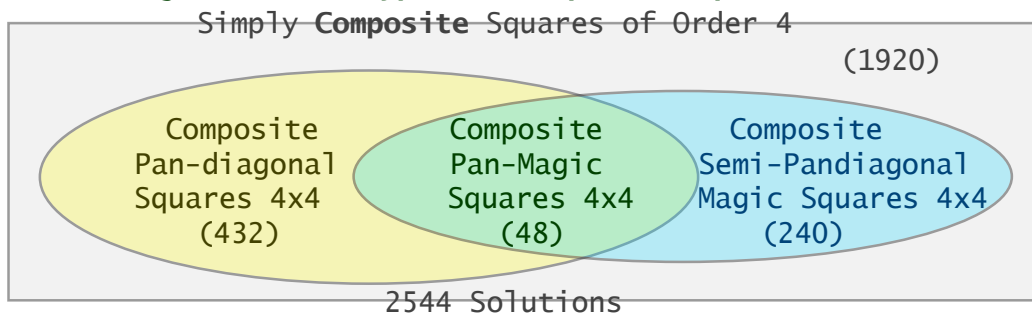 Simply Composite Squares of Order 4
(1920)
Composite
Pan-diagonal
Squares 4x4
(432)
Composite
Pan-Magic
Squares 4x4
(48)
Composite
Semi-Pandiagonal
Magic Squares 4x4
(240)
2544 Solutions